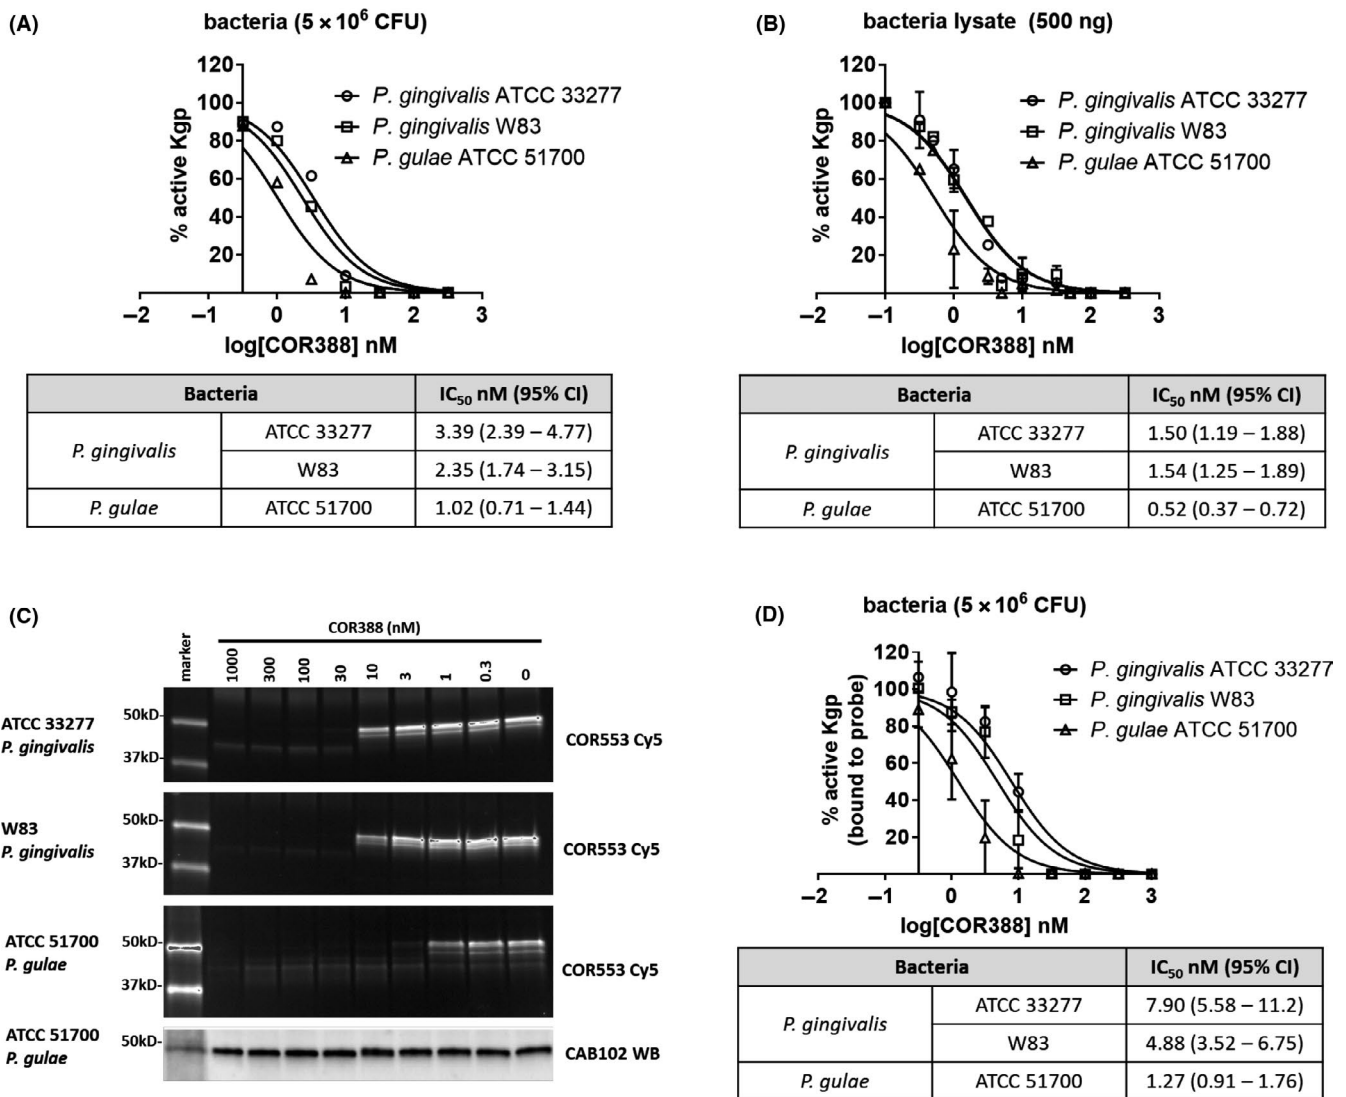 (A)
bacteria (5 × 10⁶ CFU)
120
100
80
60
40
20
% active Kgp
P. gingivalis ATCC 33277
P. gingivalis W83
P. gulae ATCC 51700
–2 –1 0 1 2 3
log[COR388] nM
Bacteria IC₅₀ nM (95% CI)
P. gingivalis ATCC 33277 3.39 (2.39 – 4.77)
W83 2.35 (1.74 – 3.15)
P. gulae ATCC 51700 1.02 (0.71 – 1.44)
(B)
bacteria lysate (500 ng)
120
100
80
60
40
20
% active Kgp
P. gingivalis ATCC 33277
P. gingivalis W83
P. gulae ATCC 51700
–2 –1 0 1 2 3
log[COR388] nM
Bacteria IC₅₀ nM (95% CI)
P. gingivalis ATCC 33277 1.50 (1.19 – 1.88)
W83 1.54 (1.25 – 1.89)
P. gulae ATCC 51700 0.52 (0.37 – 0.72)
(C)
COR388 (nM)
marker 1000 300 100 30 10 3 1 0.3 0
ATCC 33277
P. gingivalis
50kD-
37kD-
COR553 Cy5
W83
P. gingivalis
50kD-
37kD-
COR553 Cy5
ATCC 51700
P. gulae
50kD-
37kD-
COR553 Cy5
ATCC 51700
P. gulae
50kD-
CAB102 WB
(D)
bacteria (5 × 10⁶ CFU)
120
100
80
60
40
20
% active Kgp
(bound to probe)
P. gingivalis ATCC 33277
P. gingivalis W83
P. gulae ATCC 51700
–2 –1 0 1 2 3
log[COR388] nM
Bacteria IC₅₀ nM (95% CI)
P. gingivalis ATCC 33277 7.90 (5.58 – 11.2)
W83 4.88 (3.52 – 6.75)
P. gulae ATCC 51700 1.27 (0.91 – 1.76)